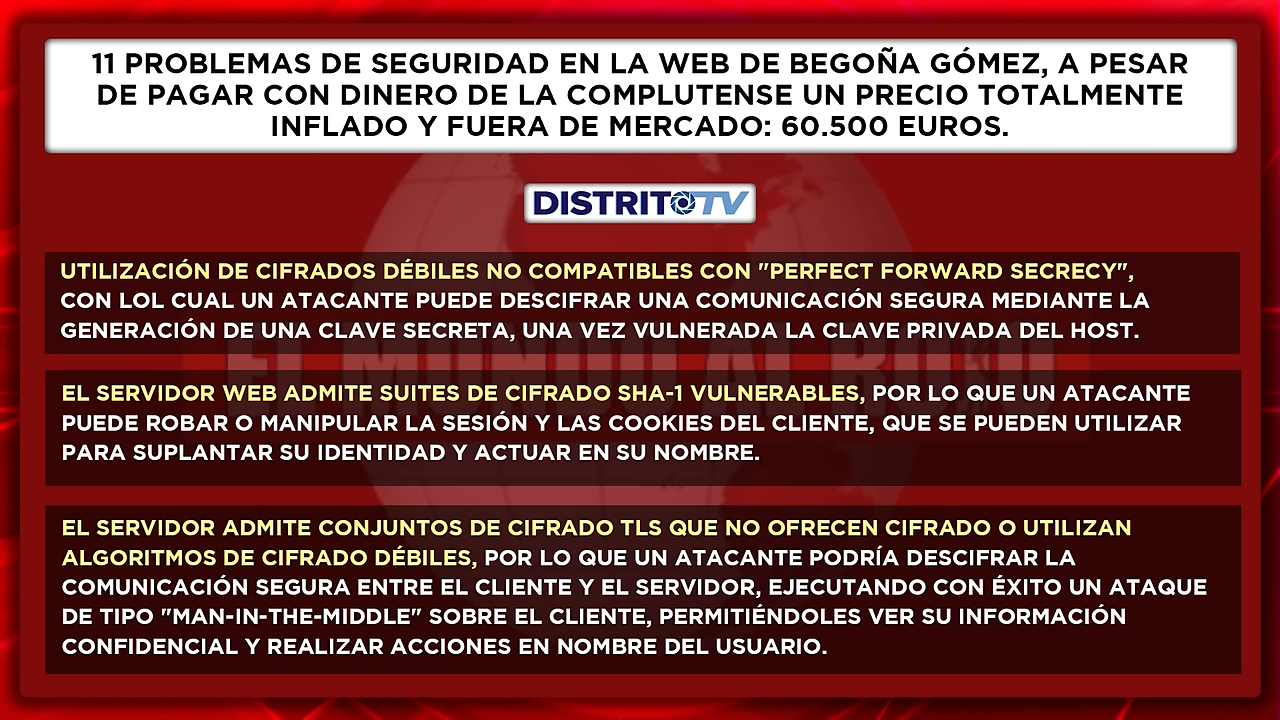 11 PROBLEMAS DE SEGURIDAD EN LA WEB DE BEGOÑA GÓMEZ, A PESAR
DE PAGAR CON DINERO DE LA COMPLUTENSE UN PRECIO TOTALMENTE
INFLADO Y FUERA DE MERCADO: 60.500 EUROS.
DISTRITOTV
UTILIZACIÓN DE CIFRADOS DÉBILES NO COMPATIBLES CON "PERFECT FORWARD SECRECY",
CON LOL CUAL UN ATACANTE PUEDE DESCIFRAR UNA COMUNICACIÓN SEGURA MEDIANTE LA
GENERACIÓN DE UNA CLAVE SECRETA, UNA VEZ VULNERADA LA CLAVE PRIVADA DEL HOST.
EL MUNDO AL ROJO
EL SERVIDOR WEB ADMITE SUITES DE CIFRADO SHA-1 VULNERABLES, POR LO QUE UN ATACANTE
PUEDE ROBAR O MANIPULAR LA SESIÓN Y LAS COOKIES DEL CLIENTE, QUE SE PUEDEN UTILIZAR
PARA SUPLANTAR SU IDENTIDAD Y ACTUAR EN SU NOMBRE.
EL SERVIDOR ADMITE CONJUNTOS DE CIFRADO TLS QUE NO OFRECEN CIFRADO O UTILIZAN
ALGORITMOS DE CIFRADO DÉBILES, POR LO QUE UN ATACANTE PODRÍA DESCIFRAR LA
COMUNICACIÓN SEGURA ENTRE EL CLIENTE Y EL SERVIDOR, EJECUTANDO CON ÉXITO UN ATAQUE
DE TIPO "MAN-IN-THE-MIDDLE" SOBRE EL CLIENTE, PERMITIÉNDOLES VER SU INFORMACIÓN
CONFIDENCIAL Y REALIZAR ACCIONES EN NOMBRE DEL USUARIO.